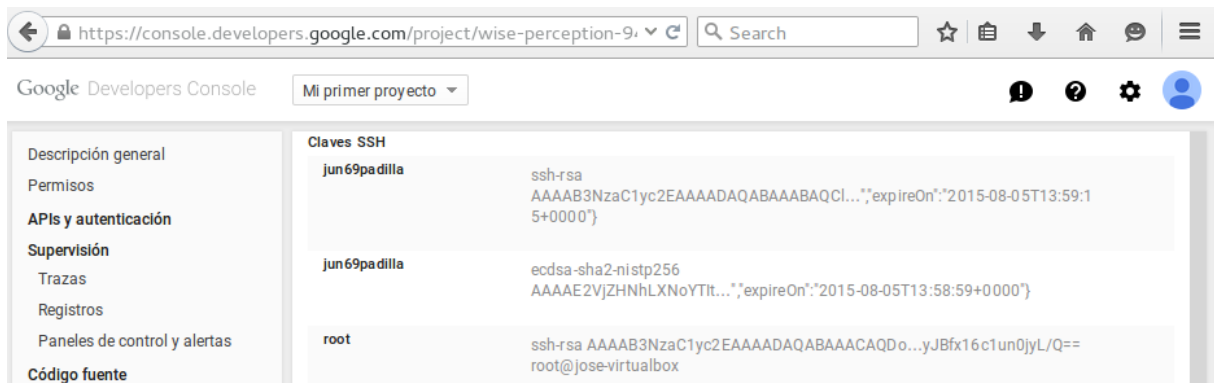 https://console.developers.google.com/project/wise-perception-94
Search
Google Developers Console
Mi primer proyecto
Descripción general
Permisos
APIs y autenticación
Supervisión
Trazas
Registros
Paneles de control y alertas
Código fuente
Claves SSH
jun69padilla
ssh-rsa
AAAAB3NzaC1yc2EAAAADAQABAAABAQCl...","expireOn":"2015-08-05T13:59:1
5+0000"}
jun69padilla
ecdsa-sha2-nistp256
AAAAE2VjZHNhLXNoYTIt...","expireOn":"2015-08-05T13:58:59+0000"}
root
ssh-rsa AAAAB3NzaC1yc2EAAAADAQABAAACAQDo...yJBfx16c1un0jyL/Q==
root@jose-virtualbox